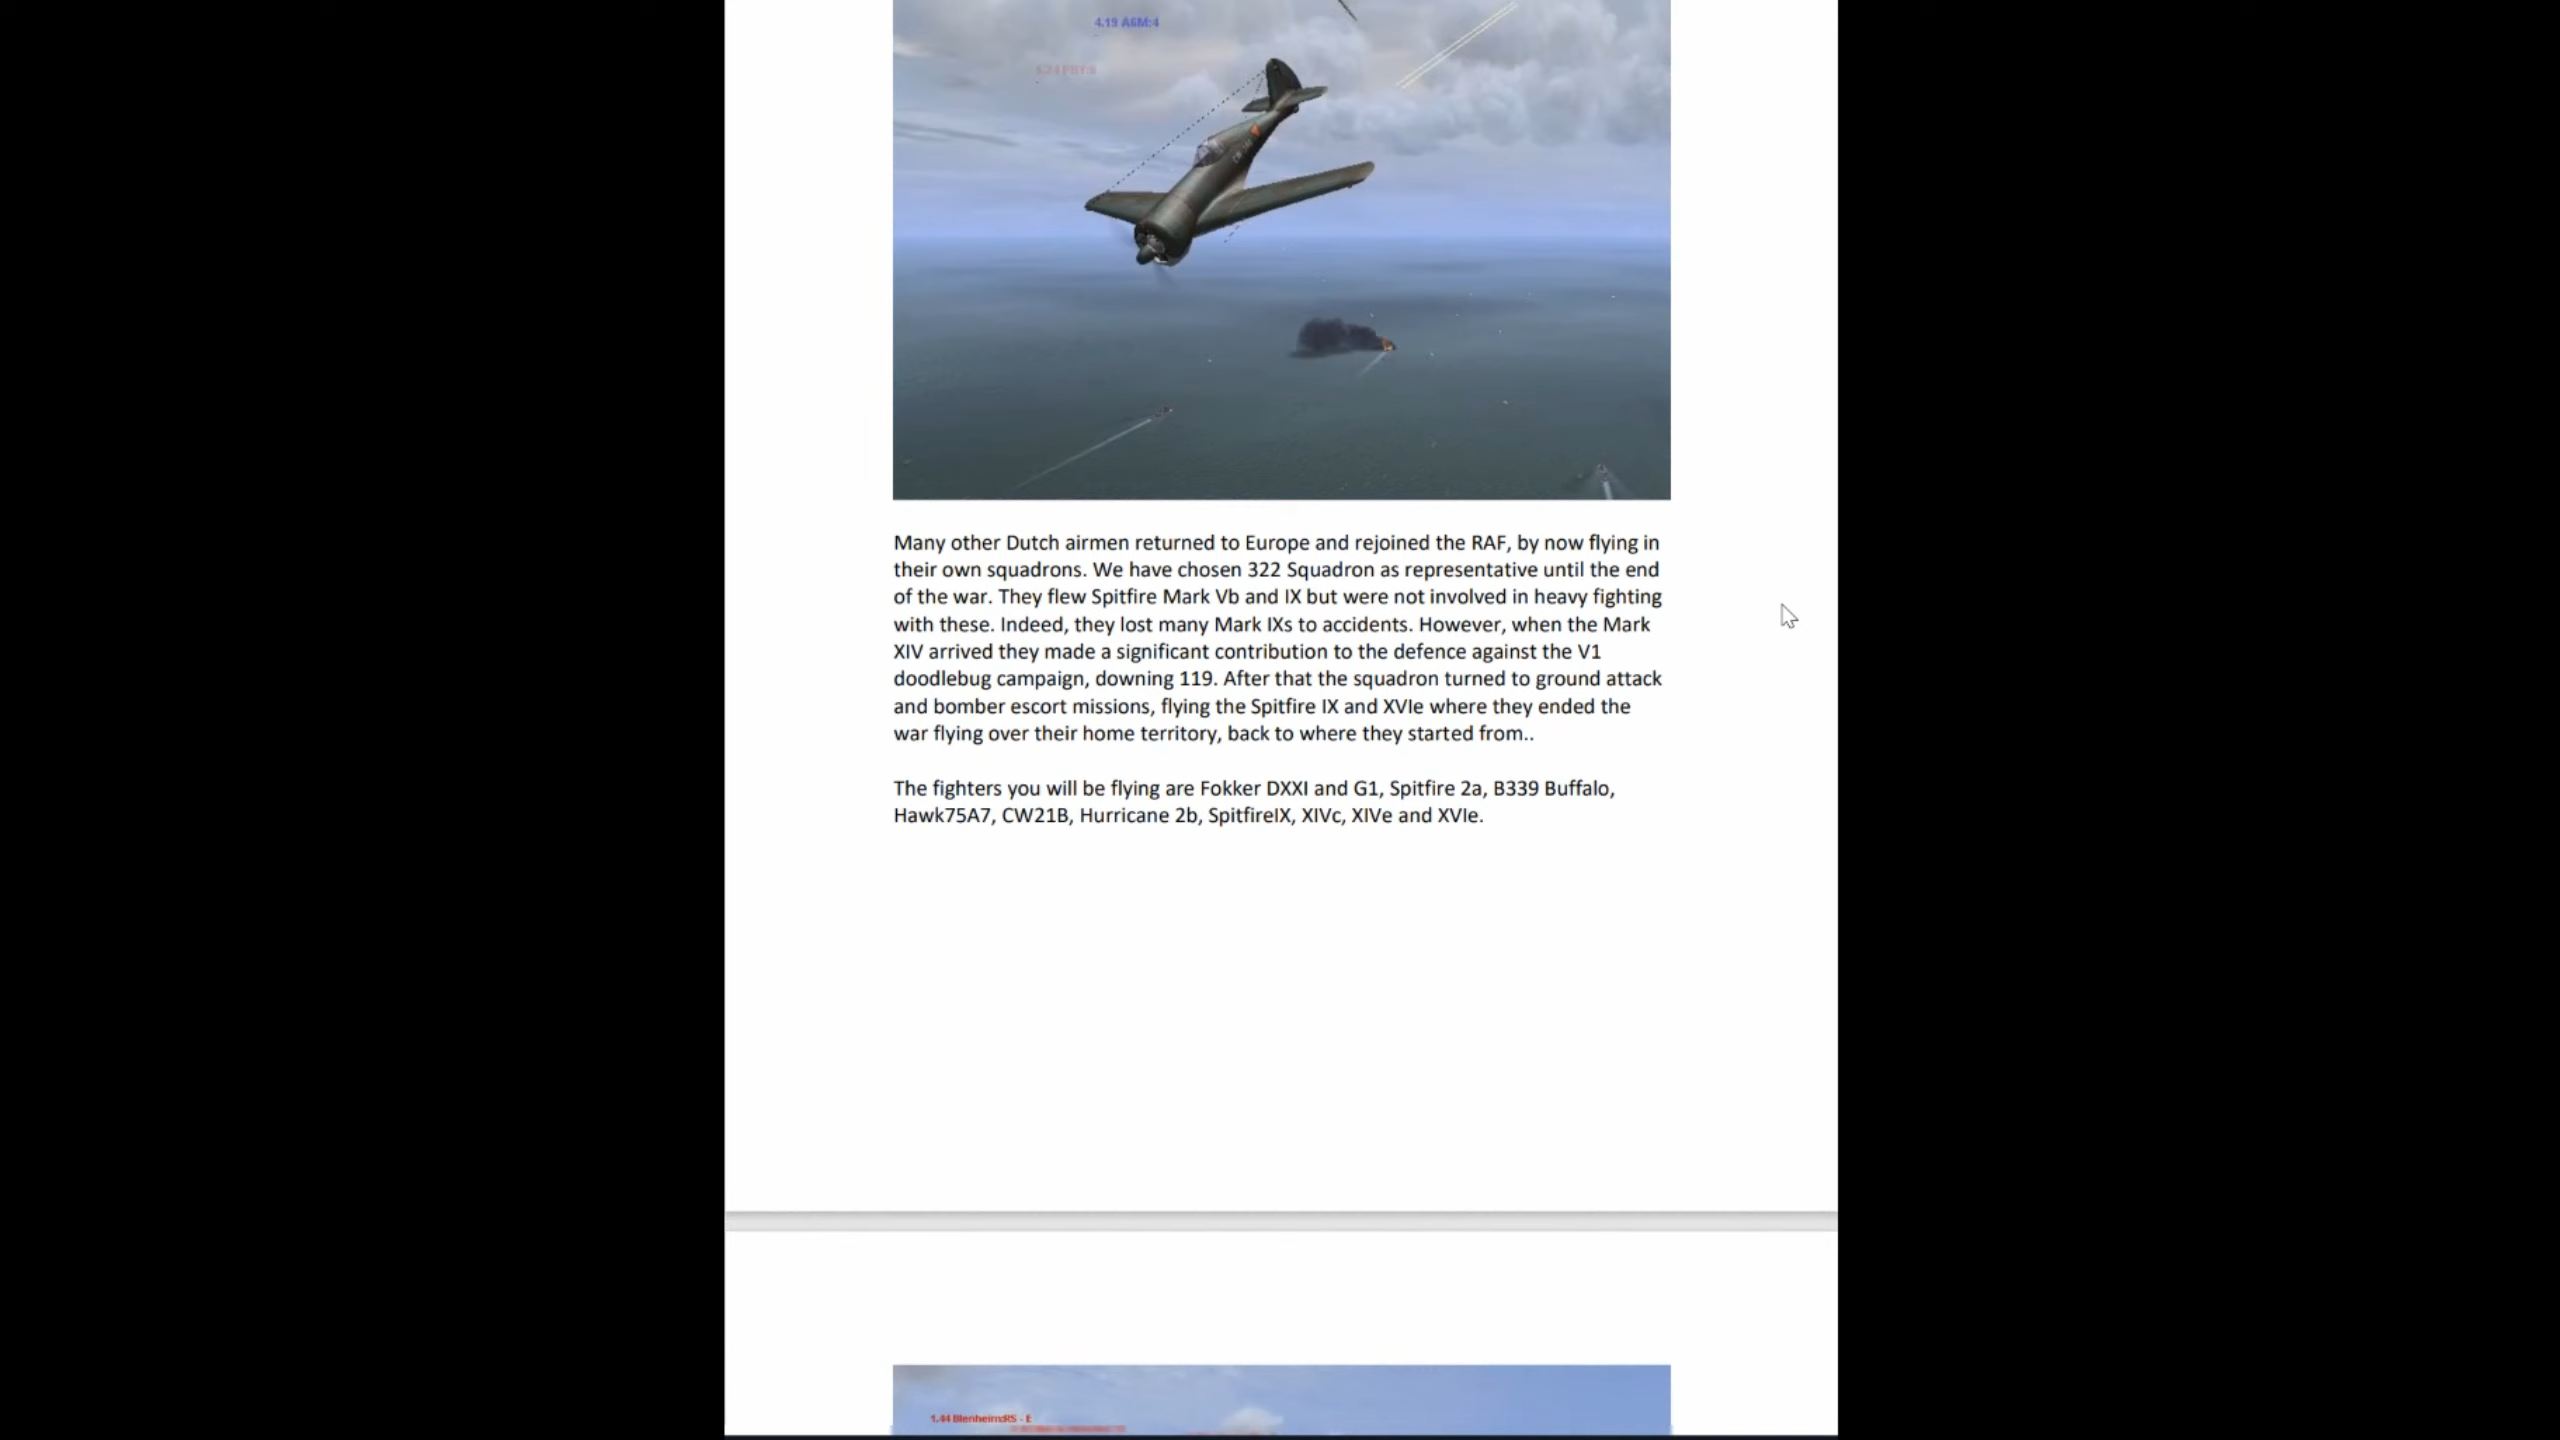 4.19 A6M:4
Many other Dutch airmen returned to Europe and rejoined the RAF, by now flying in
their own squadrons. We have chosen 322 Squadron as representative until the end
of the war. They flew Spitfire Mark Vb and IX but were not involved in heavy fighting
with these. Indeed, they lost many Mark IXs to accidents. However, when the Mark
XIV arrived they made a significant contribution to the defence against the V1
doodlebug campaign, downing 119. After that the squadron turned to ground attack
and bomber escort missions, flying the Spitfire IX and XVIe where they ended the
war flying over their home territory, back to where they started from..
The fighters you will be flying are Fokker DXXI and G1, Spitfire 2a, B339 Buffalo,
Hawk75A7, CW21B, Hurricane 2b, SpitfireIX, XIVc, XIVe and XVIe.
1.44 Blenheim:RS - E